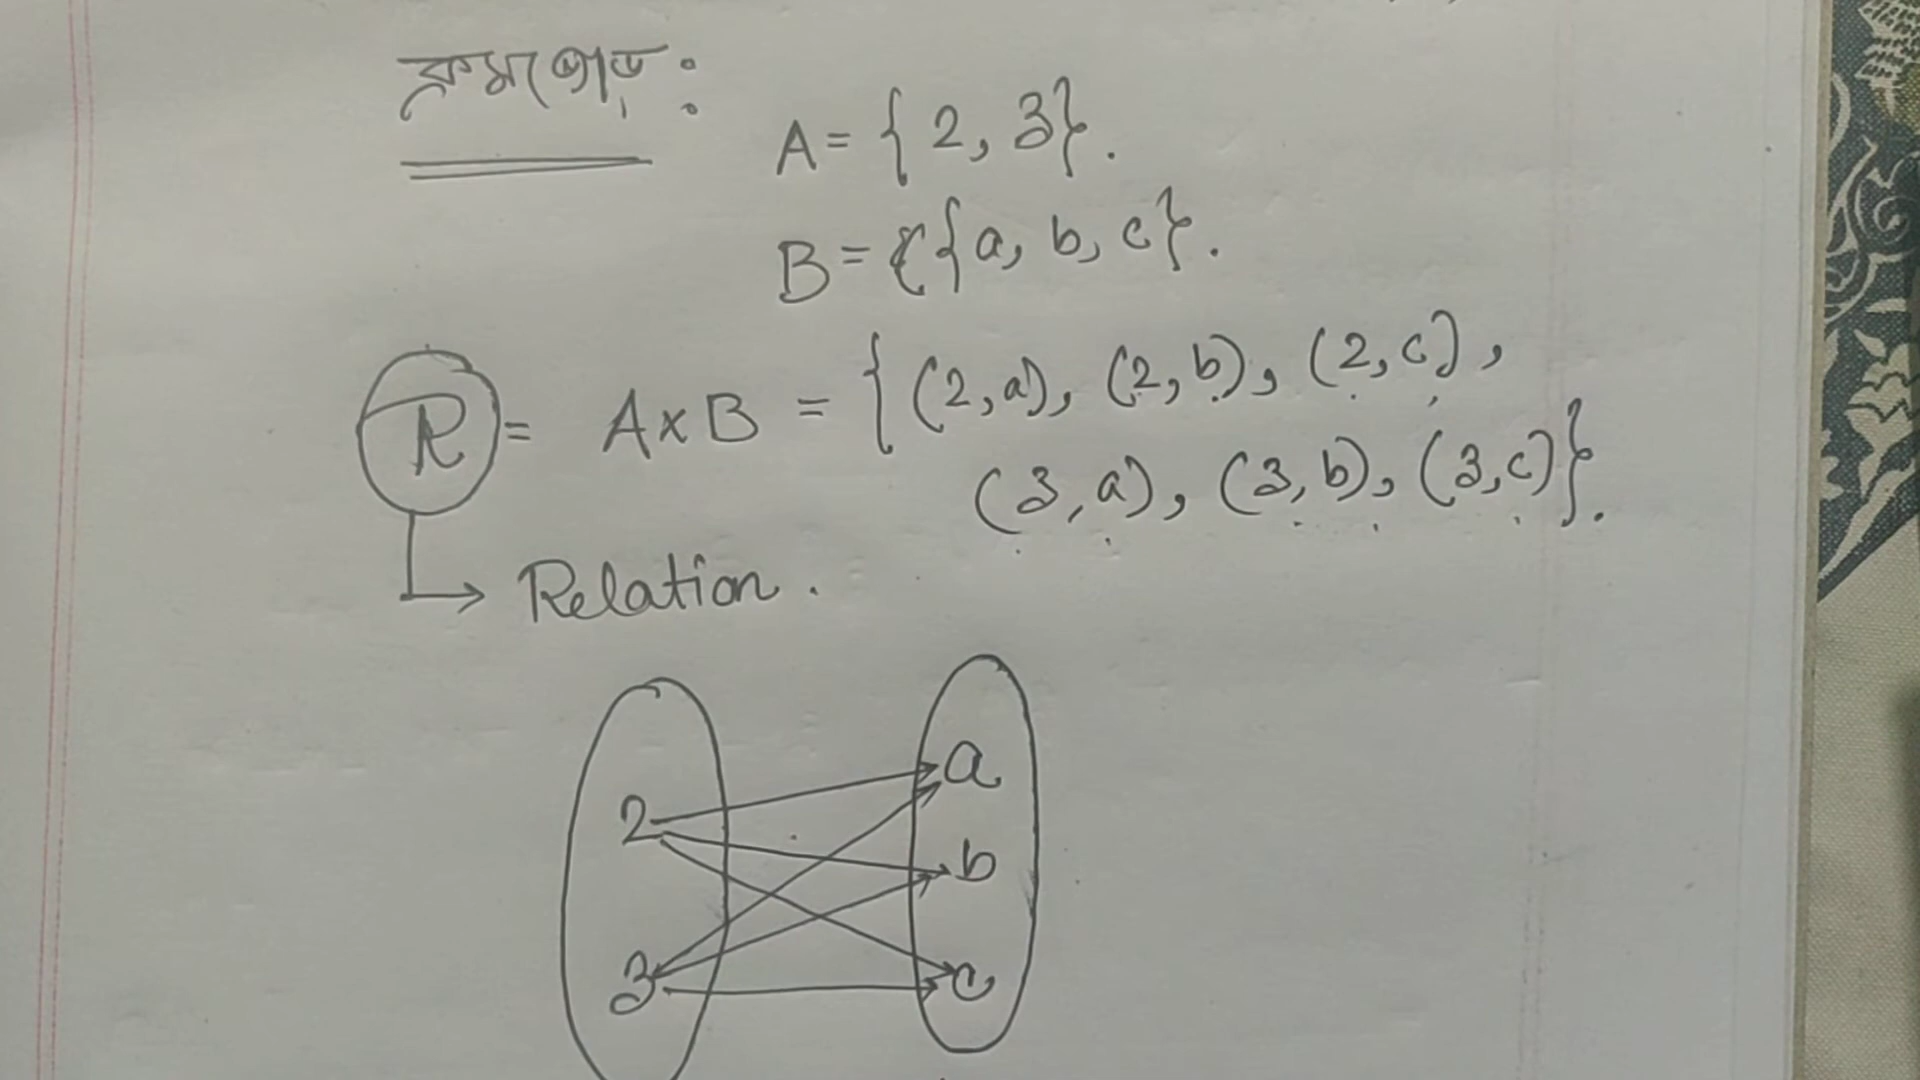 ক্রমজোড় :
A = { 2, 3}.
B = {{a, b, c}.
R = A x B = { (2, a), (2, b), (2, c),
(3, a), (3, b), (3, c)}.
Relation.
2
3
a
b
c